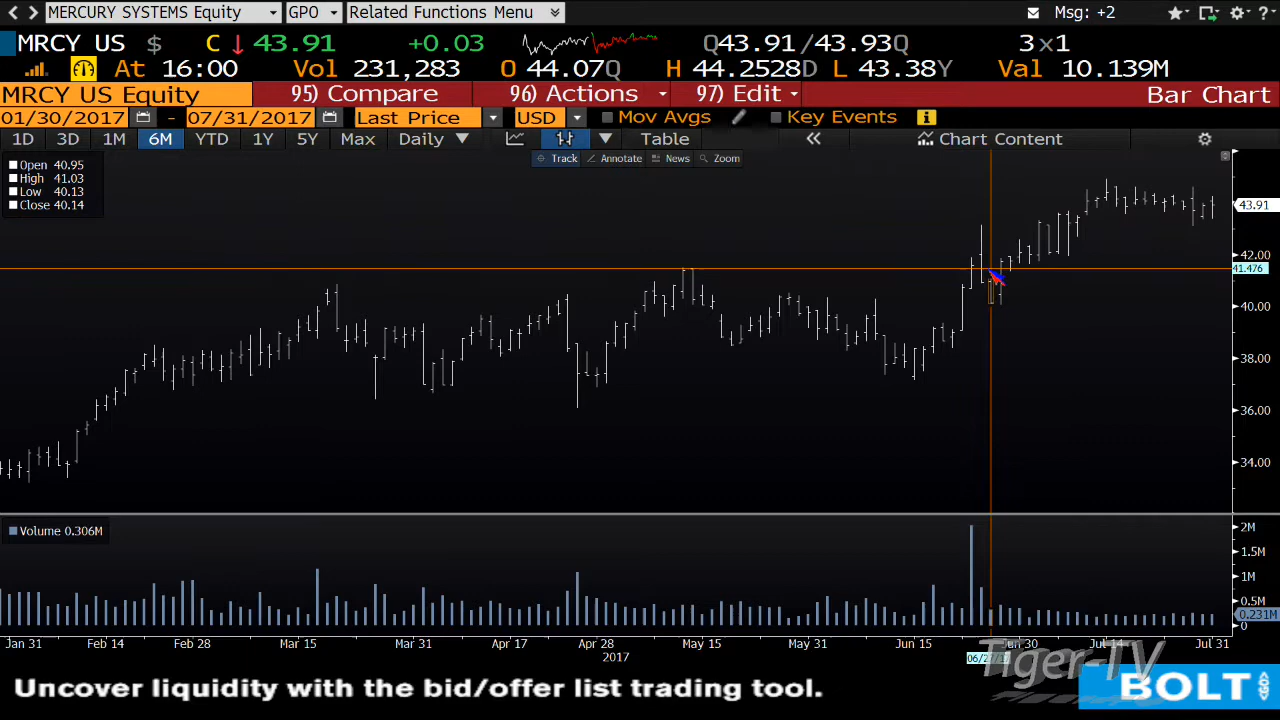 MERCURY SYSTEMS Equity GPO Related Functions Menu Msg: +2 ?
MRCY US $ C 43.91 +0.03 Q43.91/43.93Q 3x1
At 16:00 Vol 231,283 O 44.07Q H 44.2528D L 43.38Y Val 10.139M
MRCY US Equity 95) Compare 96) Actions 97) Edit Bar Chart
01/30/2017 - 07/31/2017 Last Price USD Mov Avgs Key Events
1D 3D 1M 6M YTD 1Y 5Y Max Daily Table « Chart Content
Track Annotate News Zoom
Open 40.95
High 41.03
Low 40.13
Close 40.14
43.91
42.00
41.476
40.00
38.00
36.00
34.00
Volume 0.306M
2M
1.5M
1M
0.5M
0.231M
0
Jan 31 Feb 14 Feb 28 Mar 15 Mar 31 Apr 17 Apr 28 May 15 May 31 Jun 15 Jun 30 Jul 14 Jul 31
2017
Tiger-TV
Uncover liquidity with the bid/offer list trading tool.
BOLT